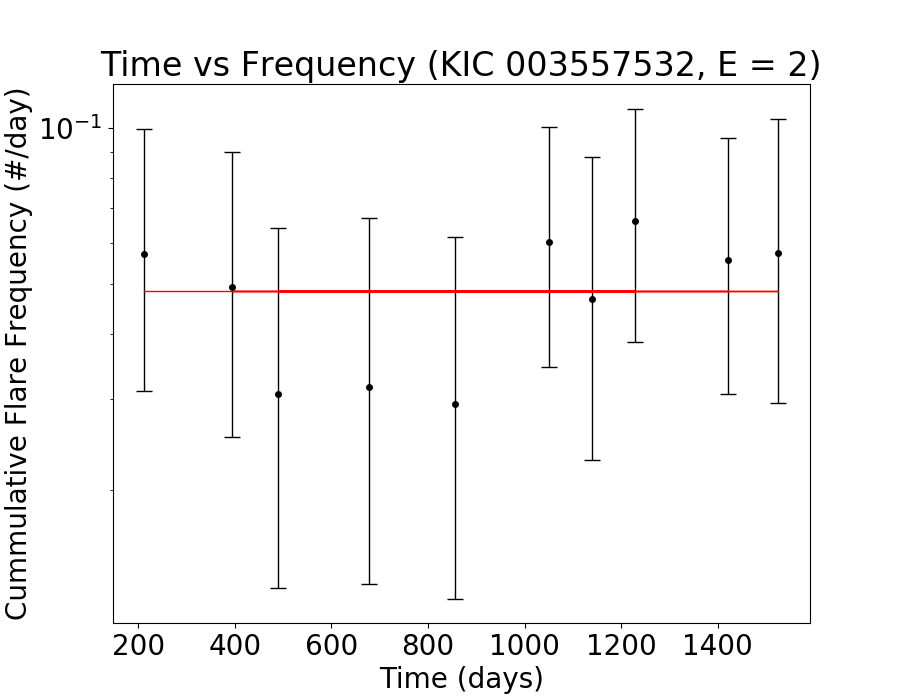 Time vs Frequency (KIC 003557532, E = 2)
Cummulative Flare Frequency (#/day)
10⁻¹
200 400 600 800 1000 1200 1400
Time (days)